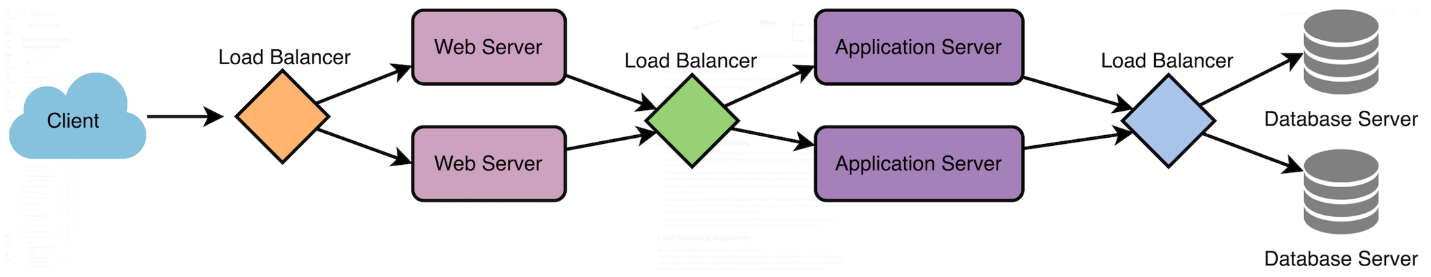 Client
Load Balancer
Web Server
Web Server
Load Balancer
Application Server
Application Server
Load Balancer
Database Server
Database Server